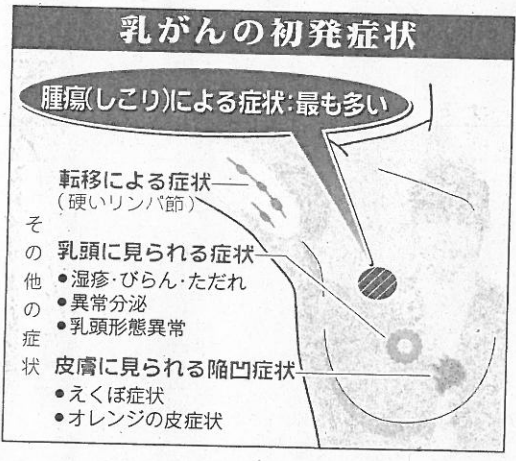 乳がんの初発症状
腫瘍(しこり)による症状:最も多い
その他の症状
転移による症状
(硬いリンパ節)
乳頭に見られる症状
●湿疹・びらん・ただれ
●異常分泌
●乳頭形態異常
皮膚に見られる陥凹症状
●えくぼ症状
●オレンジの皮症状